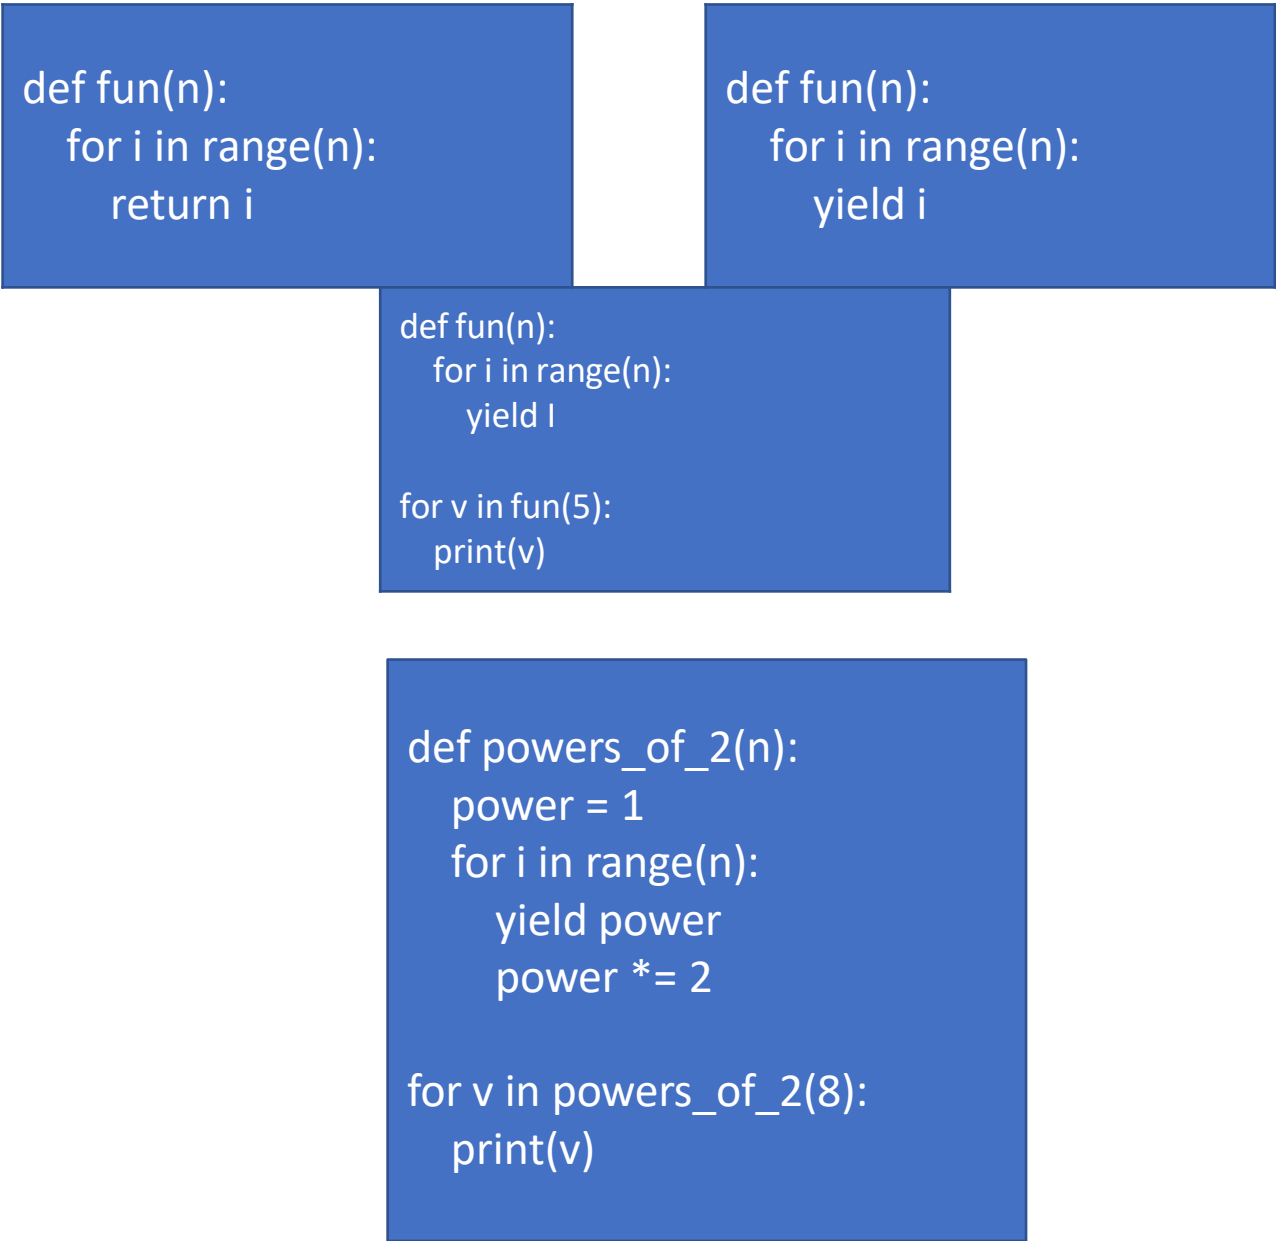 def fun(n):
for i in range(n):
return i
def fun(n):
for i in range(n):
yield i
def fun(n):
for i in range(n):
yield I
for v in fun(5):
print(v)
def powers_of_2(n):
power = 1
for i in range(n):
yield power
power *= 2
for v in powers_of_2(8):
print(v)